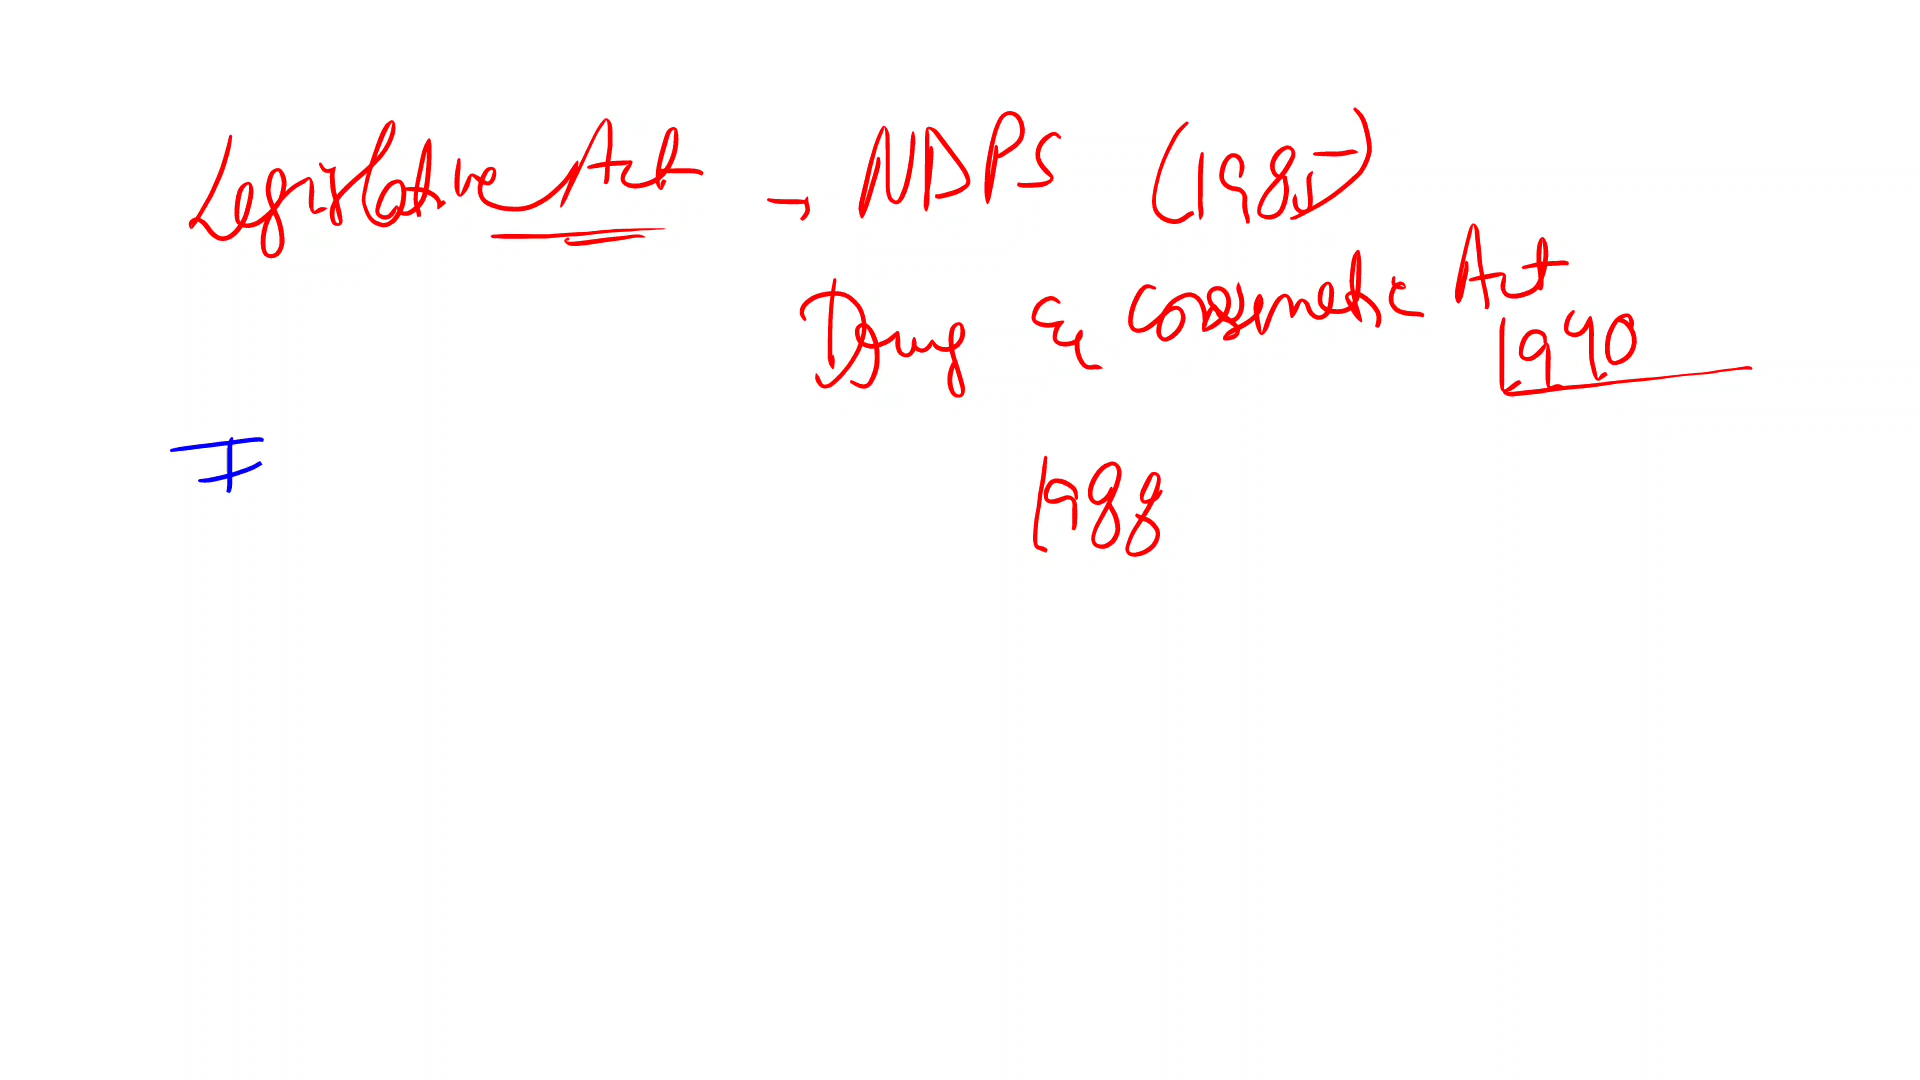 Legislative Act → NDPS (1985)
Drug & Cosmetic Act
1940
1988